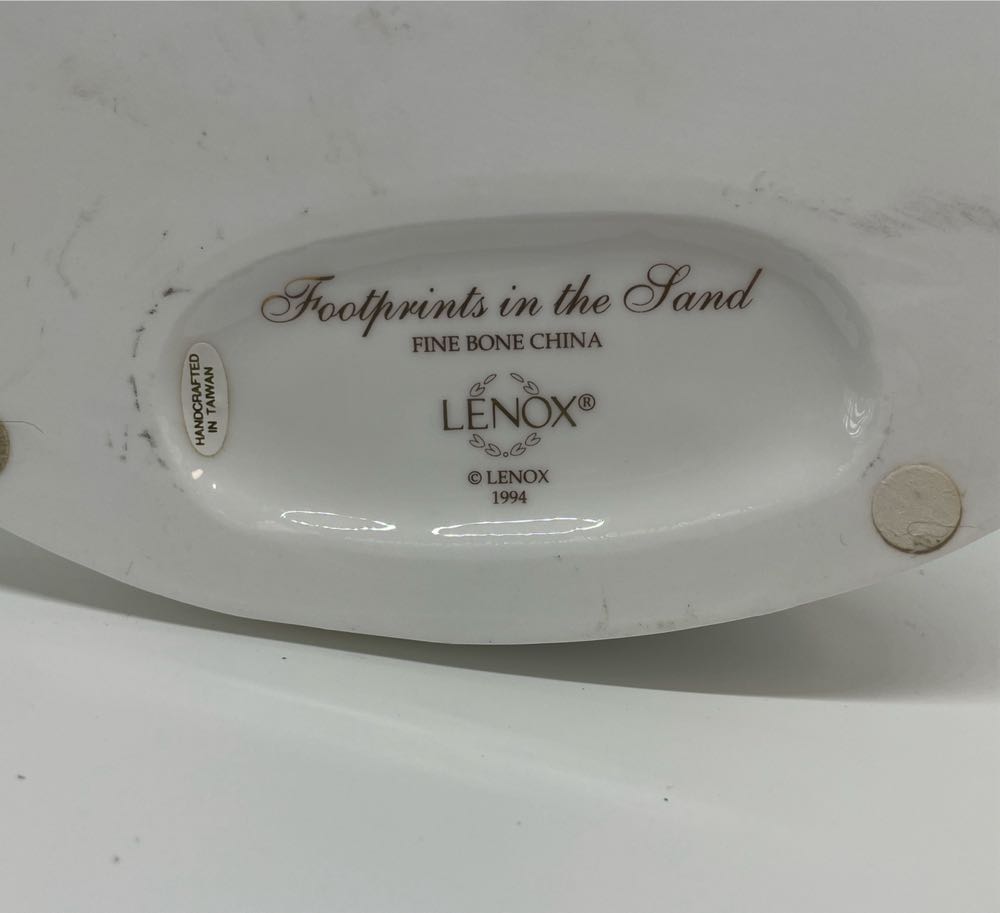 Footprints in the Sand
FINE BONE CHINA
LENOX®
© LENOX
1994
HANDCRAFTED
IN TAIWAN